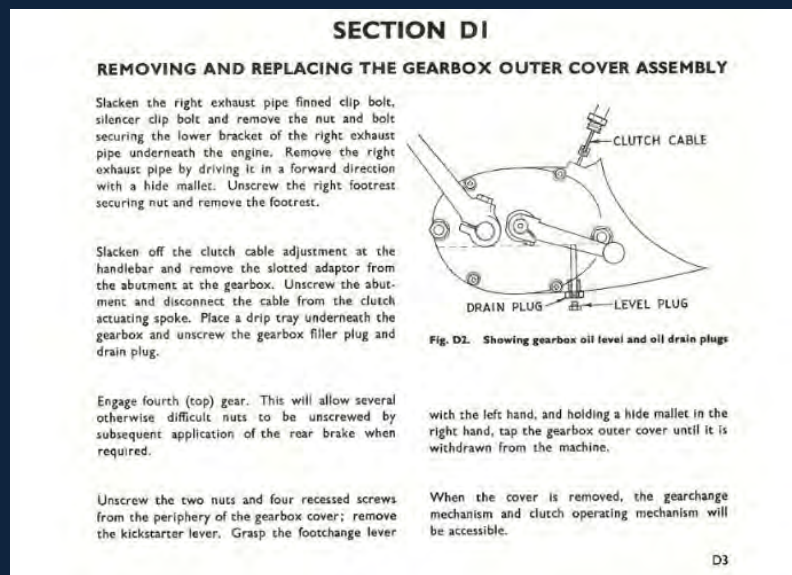 SECTION D1
REMOVING AND REPLACING THE GEARBOX OUTER COVER ASSEMBLY
Slacken the right exhaust pipe finned clip bolt,
silencer clip bolt and remove the nut and bolt
securing the lower bracket of the right exhaust
pipe underneath the engine. Remove the right
exhaust pipe by driving it in a forward direction
with a hide mallet. Unscrew the right footrest
securing nut and remove the footrest.
Slacken off the clutch cable adjustment at the
handlebar and remove the slotted adaptor from
the abutment at the gearbox. Unscrew the abut-
ment and disconnect the cable from the clutch
actuating spoke. Place a drip tray underneath the
gearbox and unscrew the gearbox filler plug and
drain plug.
Engage fourth (top) gear. This will allow several
otherwise difficult nuts to be unscrewed by
subsequent application of the rear brake when
required.
Unscrew the two nuts and four recessed screws
from the periphery of the gearbox cover; remove
the kickstarter lever. Grasp the footchange lever
CLUTCH CABLE
DRAIN PLUG
LEVEL PLUG
Fig. D2. Showing gearbox oil level and oil drain plugs
with the left hand, and holding a hide mallet in the
right hand, tap the gearbox outer cover until it is
withdrawn from the machine.
When the cover is removed, the gearchange
mechanism and clutch operating mechanism will
be accessible.
D3